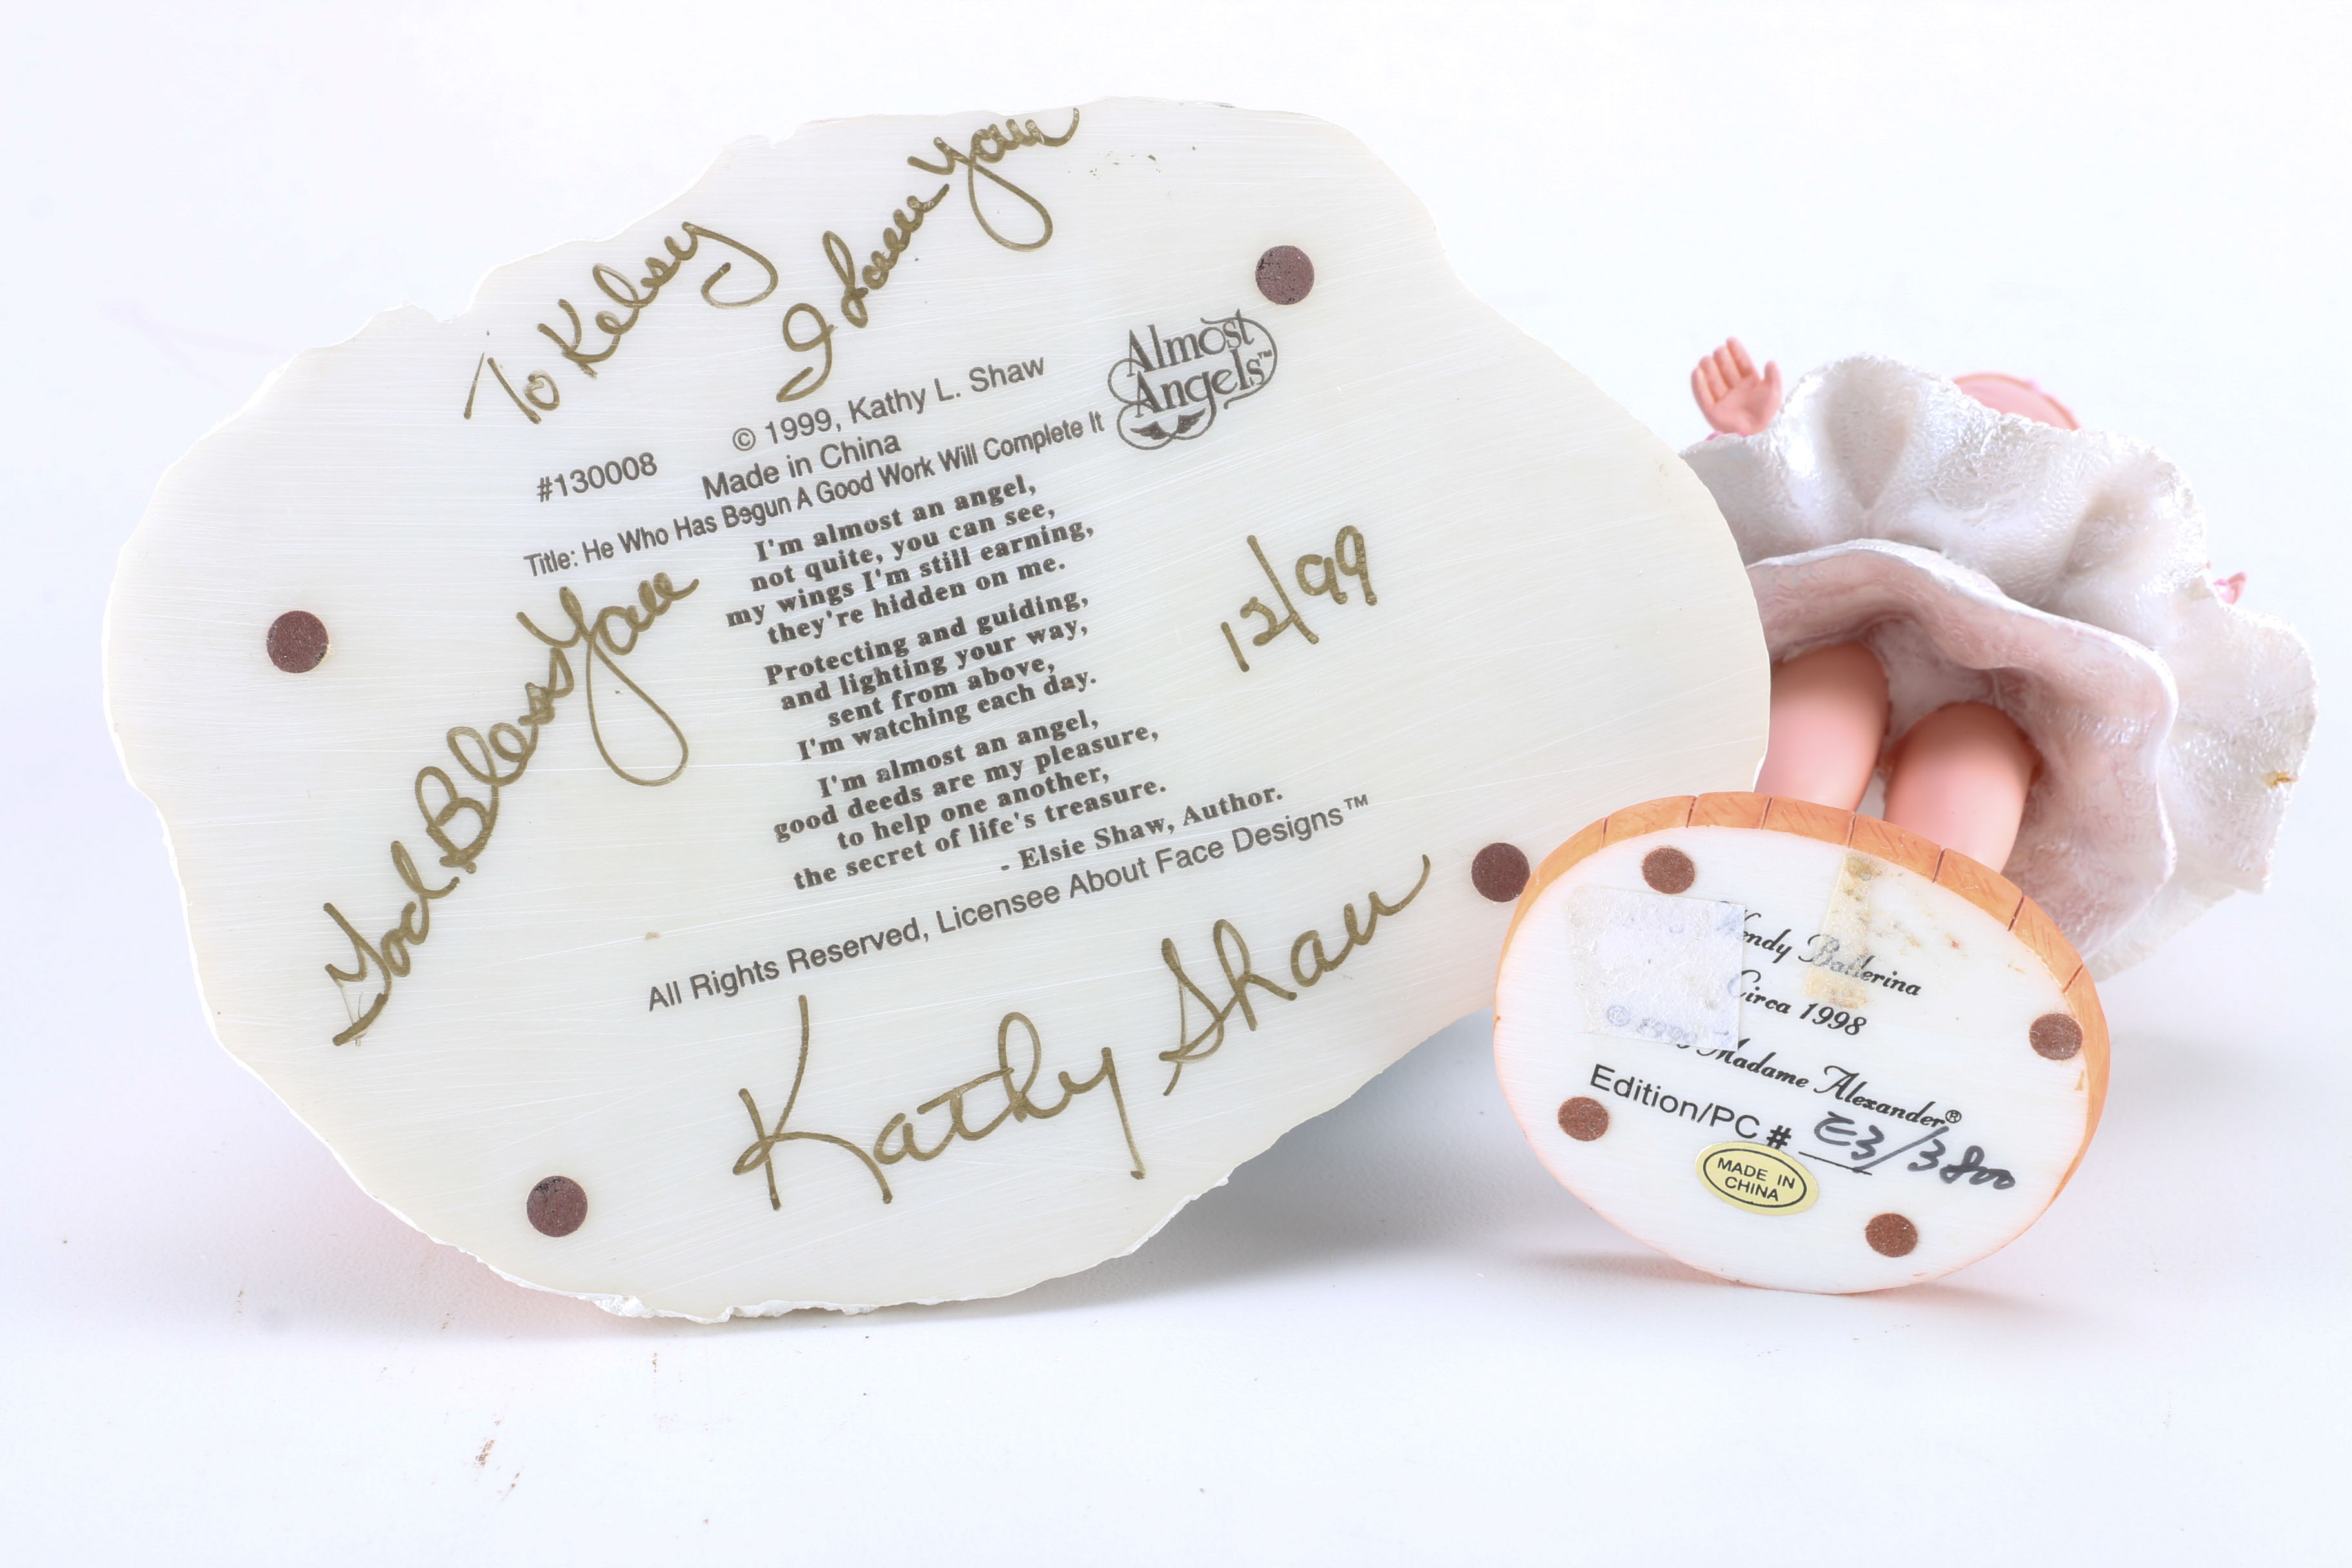 To Kelsey
I Love You
#130008
© 1999, Kathy L. Shaw
Made in China
Almost
Angels™
Title: He Who Has Begun A Good Work Will Complete It
I'm almost an angel,
not quite, you can see,
my wings I'm still earning,
they're hidden on me.
Protecting and guiding,
and lighting your way,
sent from above,
I'm watching each day.
I'm almost an angel,
good deeds are my pleasure,
to help one another,
the secret of life's treasure.
- Elsie Shaw, Author.
All Rights Reserved, Licensee About Face Designs™
God Bless You
12/99
Kathy Shaw
Wendy Ballerina
Circa 1998
Madame Alexander®
Edition/PC # E3/3800
MADE IN
CHINA